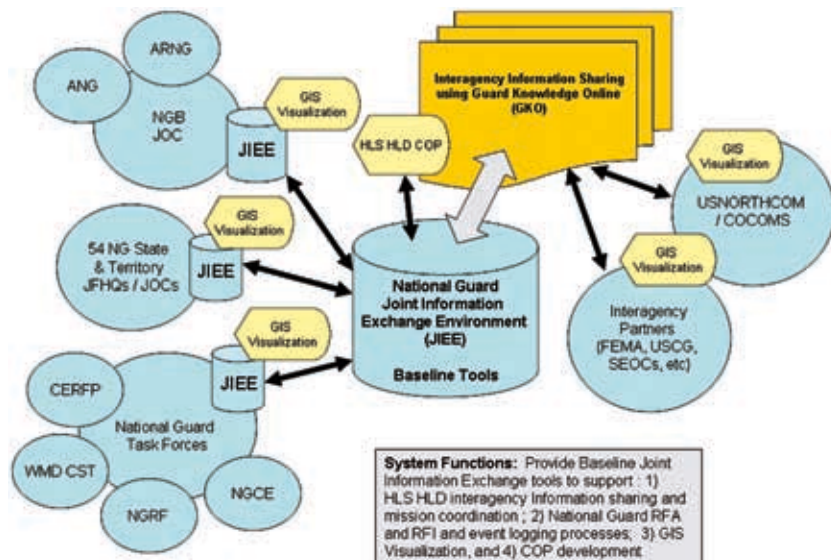 ARNG
ANG
NGB
JOC
GIS
Visualization
JIEE
HLS HLD COP
Interagency Information Sharing
using Guard Knowledge Online
(GKO)
GIS
Visualization
USNORTHCOM
/ COCOMS
54 NG State
& Territory
JFHQs / JOCs
GIS
Visualization
JIEE
National Guard
Joint Information
Exchange Environment
(JIEE)
Baseline Tools
GIS
Visualization
Interagency
Partners
(FEMA, USCG,
SEOCs, etc)
GIS
Visualization
JIEE
CERFP
National Guard
Task Forces
WMD CST
NGRF
NGCE
System Functions: Provide Baseline Joint
Information Exchange tools to support : 1)
HLS HLD interagency Information sharing and
mission coordination ; 2) National Guard RFA
and RFI and event logging processes; 3) GIS
Visualization, and 4) COP development